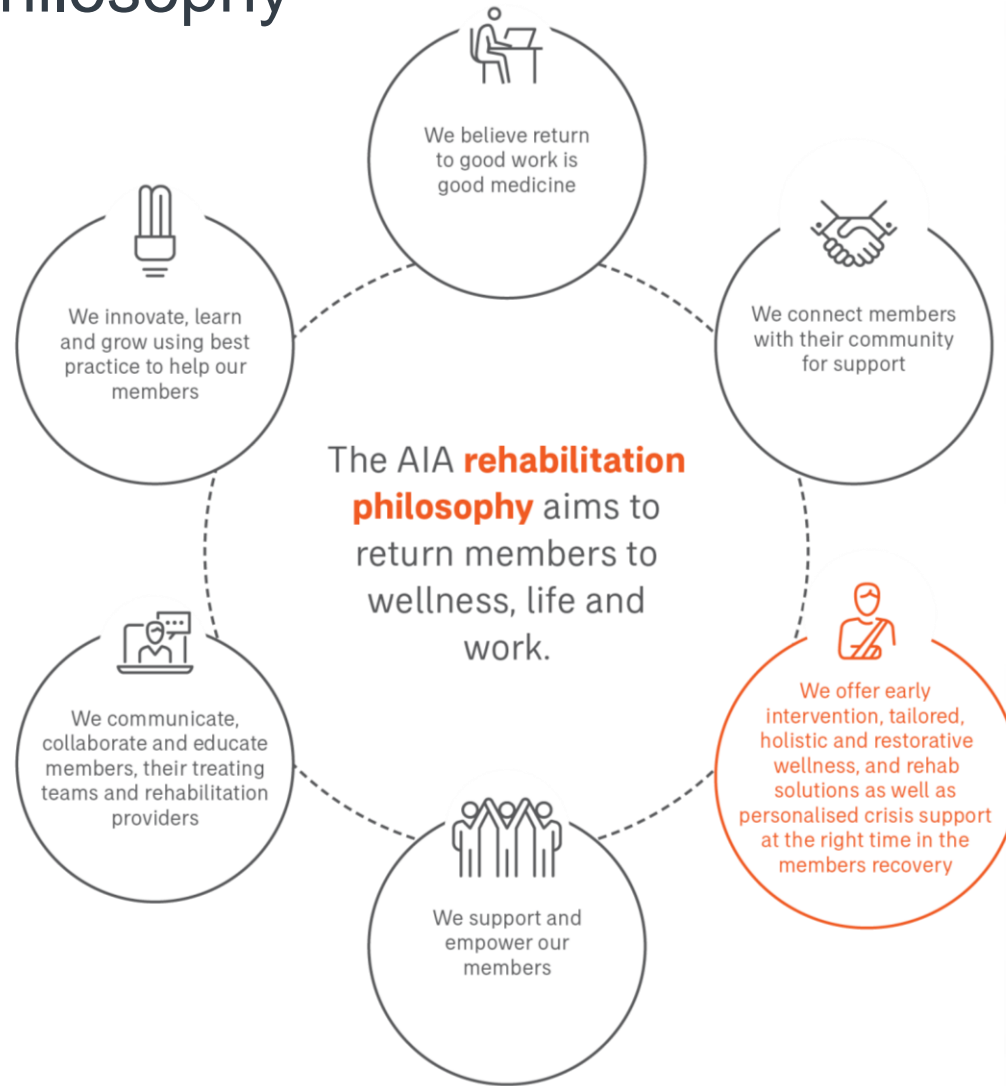 We believe return
to good work is
good medicine
We connect members
with their community
for support
We innovate, learn
and grow using best
practice to help our
members
The AIA rehabilitation
philosophy aims to
return members to
wellness, life and
work.
We offer early
intervention, tailored,
holistic and restorative
wellness, and rehab
solutions as well as
personalised crisis support
at the right time in the
members recovery
We communicate,
collaborate and educate
members, their treating
teams and rehabilitation
providers
We support and
empower our
members